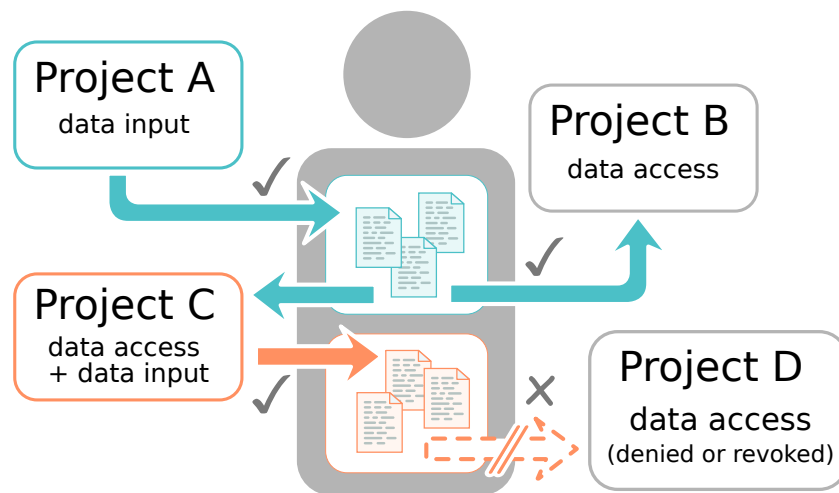 Project A
data input
Project B
data access
Project C
data access
+ data input
Project D
data access
(denied or revoked)